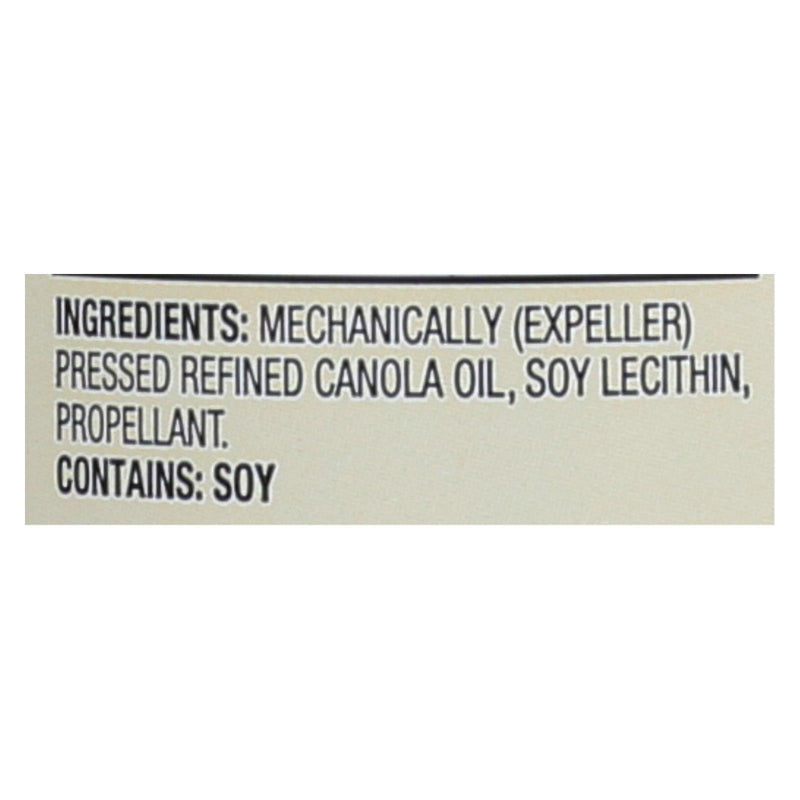 INGREDIENTS: MECHANICALLY (EXPELLER)
PRESSED REFINED CANOLA OIL, SOY LECITHIN,
PROPELLANT.
CONTAINS: SOY